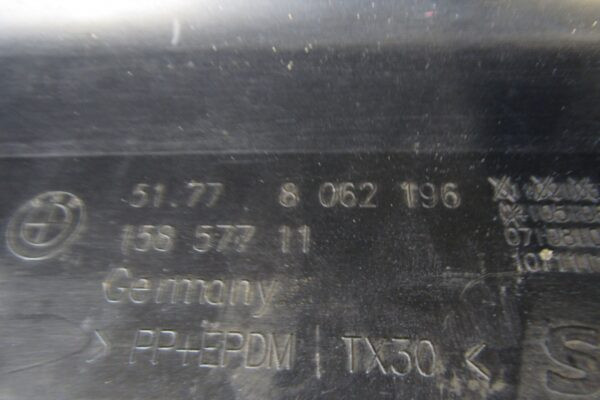 51.77 8 062 196
158 577 11
Germany
> PP+EPDM | TX30 <
S